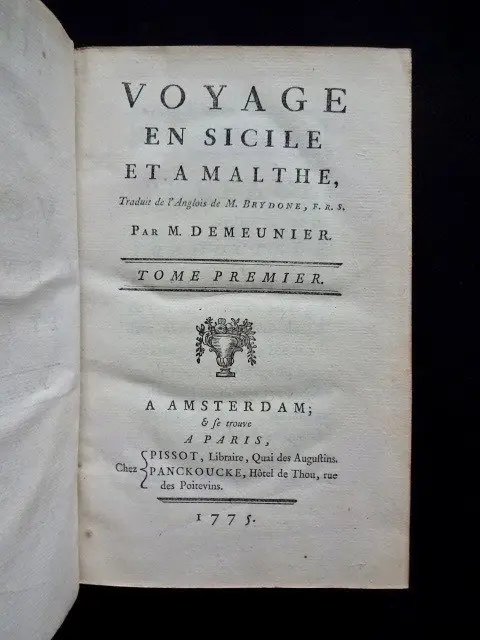 VOYAGE
EN SICILE
ET A MALTHE,
Traduit de l'Anglois de M. BRYDONE, F. R. S.
PAR M. DEMEUNIER.
TOME PREMIER.
A AMSTERDAM;
& se trouve
A PARIS,
Chez { PISSOT, Libraire, Quai des Auguſtins.
PANCKOUCKE, Hôtel de Thou, rue
des Poitevins.
1775.